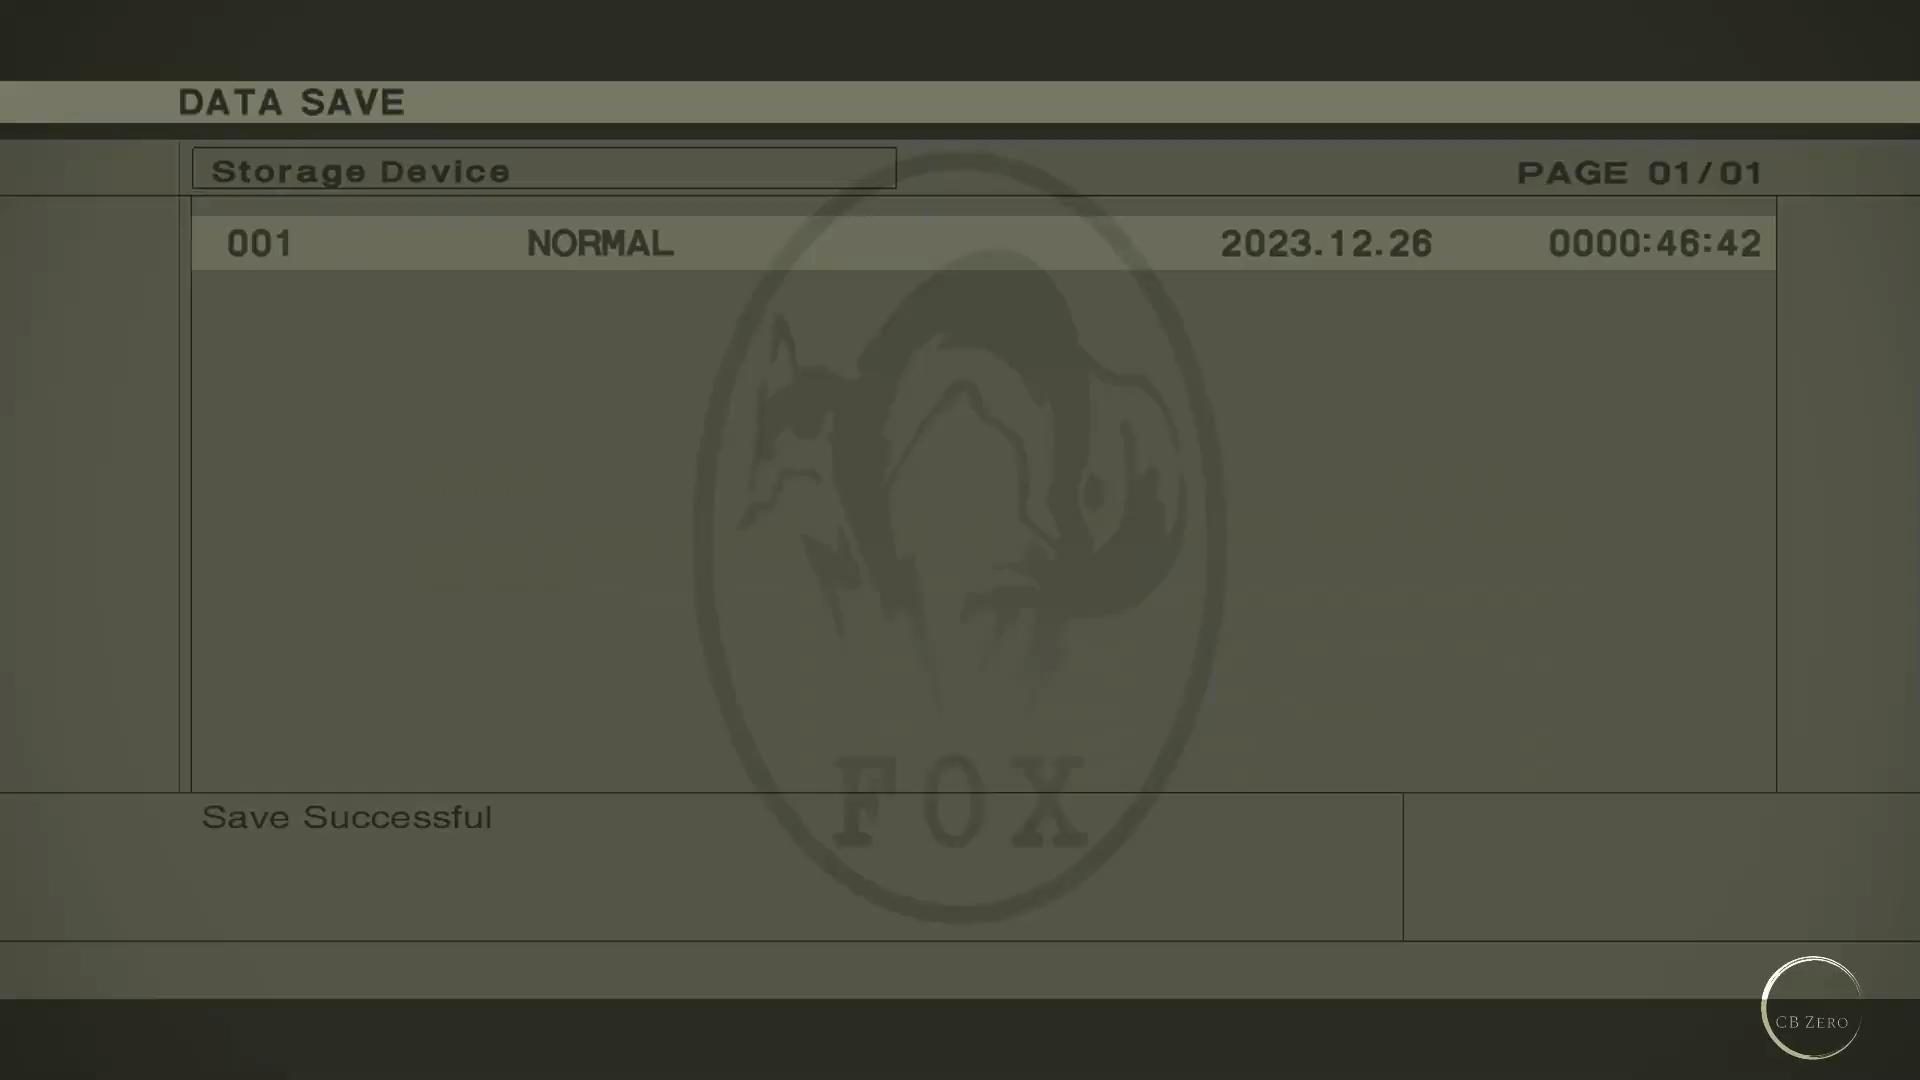 DATA SAVE
Storage Device
PAGE 01/01
001 NORMAL 2023.12.26 0000:46:42
FOX
Save Successful
CB ZERO